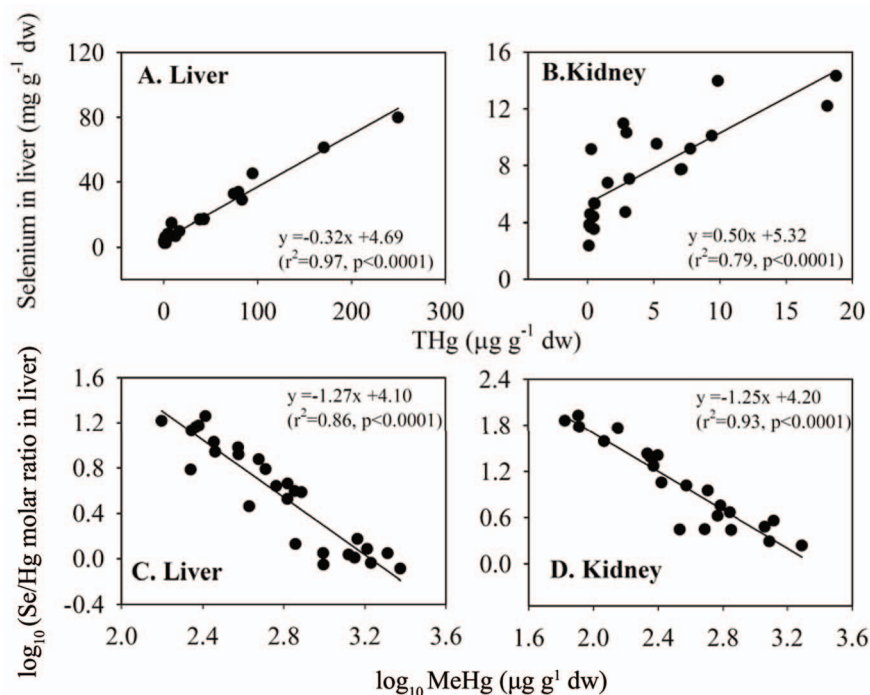 Selenium in liver (mg g⁻¹ dw)
A. Liver
120
80
40
0
y =-0.32x +4.69
(r²=0.97, p<0.0001)
0
100
200
300
B.Kidney
16
12
8
4
0
y =0.50x +5.32
(r²=0.79, p<0.0001)
0
5
10
15
20
THg (µg g⁻¹ dw)
log₁₀ (Se/Hg molar ratio in liver)
1.6
1.2
0.8
0.4
0.0
-0.4
y=-1.27x +4.10
(r²=0.86, p<0.0001)
C. Liver
2.0
2.4
2.8
3.2
3.6
2.4
1.8
1.2
0.6
0.0
y=-1.25x +4.20
(r²=0.93, p<0.0001)
D. Kidney
1.6
2.0
2.4
2.8
3.2
3.6
log₁₀ MeHg (µg g¹ dw)